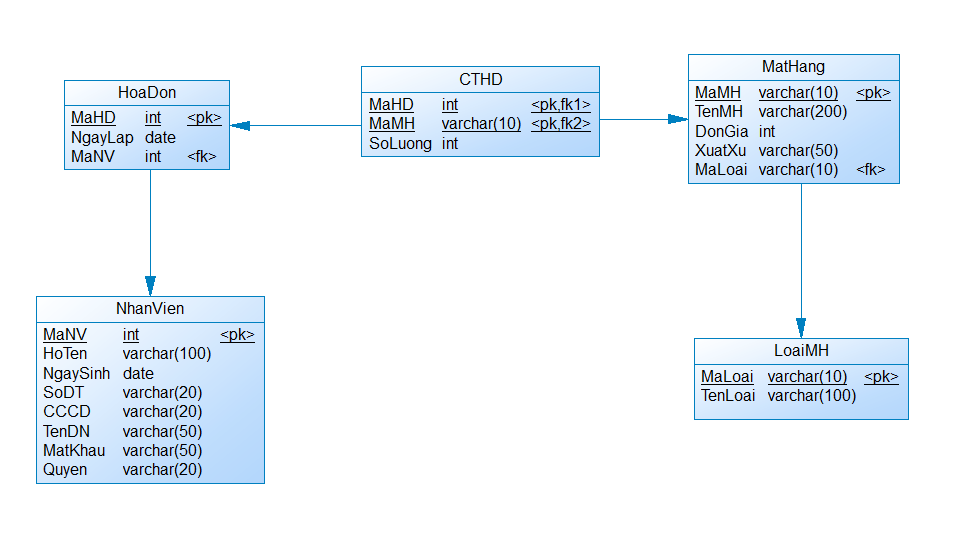 HoaDon
MaHD int <pk>
NgayLap date
MaNV int <fk>
CTHD
MaHD int <pk,fk1>
MaMH varchar(10) <pk,fk2>
SoLuong int
MatHang
MaMH varchar(10) <pk>
TenMH varchar(200)
DonGia int
XuatXu varchar(50)
MaLoai varchar(10) <fk>
NhanVien
MaNV int <pk>
HoTen varchar(100)
NgaySinh date
SoDT varchar(20)
CCCD varchar(20)
TenDN varchar(50)
MatKhau varchar(50)
Quyen varchar(20)
LoaiMH
MaLoai varchar(10) <pk>
TenLoai varchar(100)